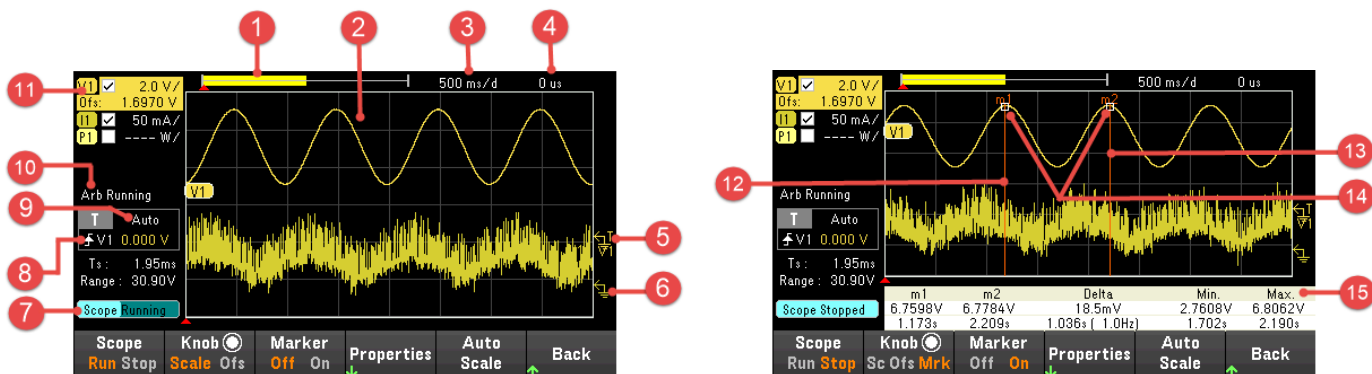 1 2 3 4
V1 2.0 V/ 500 ms/d 0 us
11
Ofs: 1.6970 V
I1 50 mA/
P1 ---- W/
10
Arb Running
V1
9
T Auto
8
V1 0.000 V
T
1
5
Ts : 1.95ms
Range : 30.90V
6
7
Scope Running
Scope Knob Marker Properties Auto Scale Back
Run Stop Scale Ofs Off On
V1 2.0 V/ 500 ms/d 0 us
Ofs: 1.6970 V
m1 m2
I1 50 mA/
P1 ---- W/
V1
13
12
14
Arb Running
T Auto
V1 0.000 V
T
1
Ts : 1.95ms
Range : 30.90V
15
m1 m2 Delta Min. Max.
Scope Stopped 6.7598V 6.7784V 18.5mV 2.7608V 6.8062V
1.173s 2.209s 1.036s ( 1.0Hz) 1.702s 2.190s
Scope Knob Marker Properties Auto Scale Back
Run Stop Sc Ofs Mrk Off On